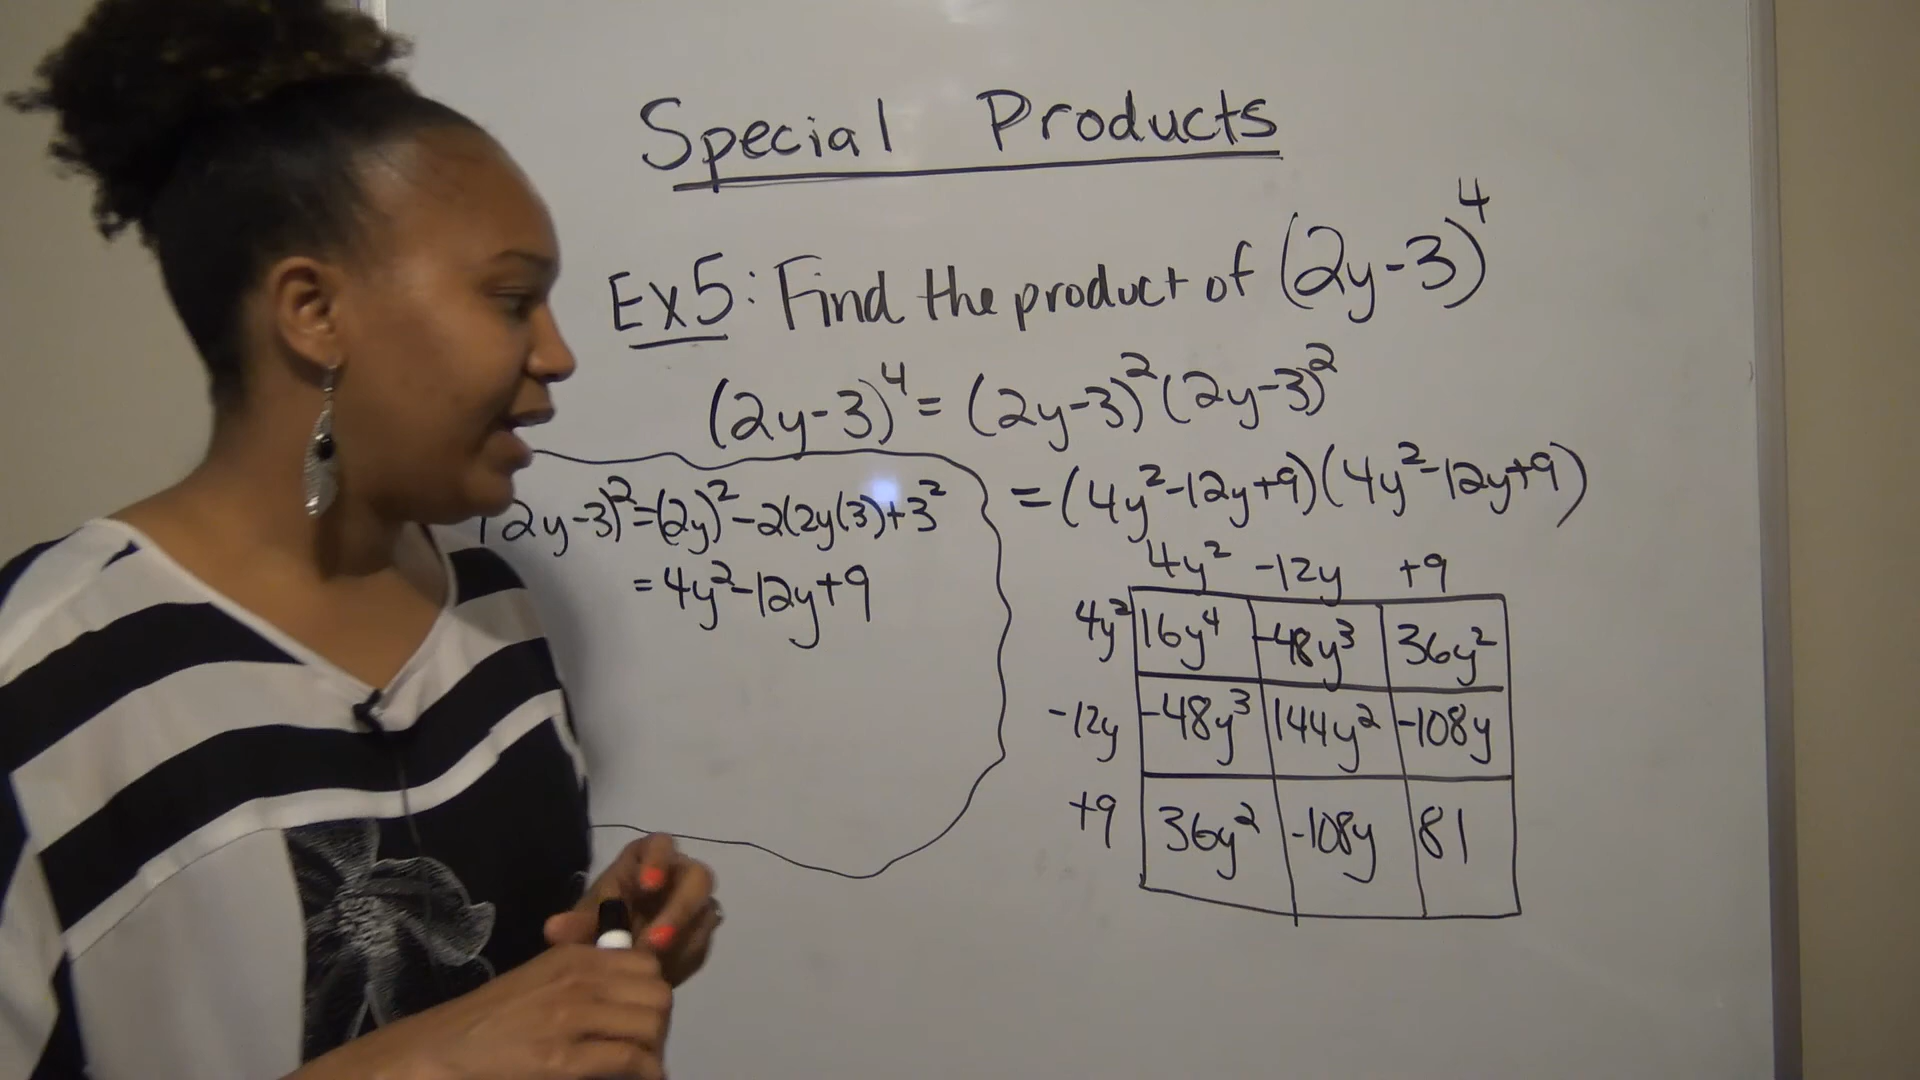 Special Products
Ex5: Find the product of (2y-3)⁴
(2y-3)⁴ = (2y-3)²(2y-3)²
(2y-3)²=(2y)²-2(2y(3)+3²
= 4y²-12y+9
=(4y²-12y+9)(4y²-12y+9)
4y² -12y +9
4y² 16y⁴ -48y³ 36y²
-12y -48y³ 144y² -108y
+9 36y² -108y 81